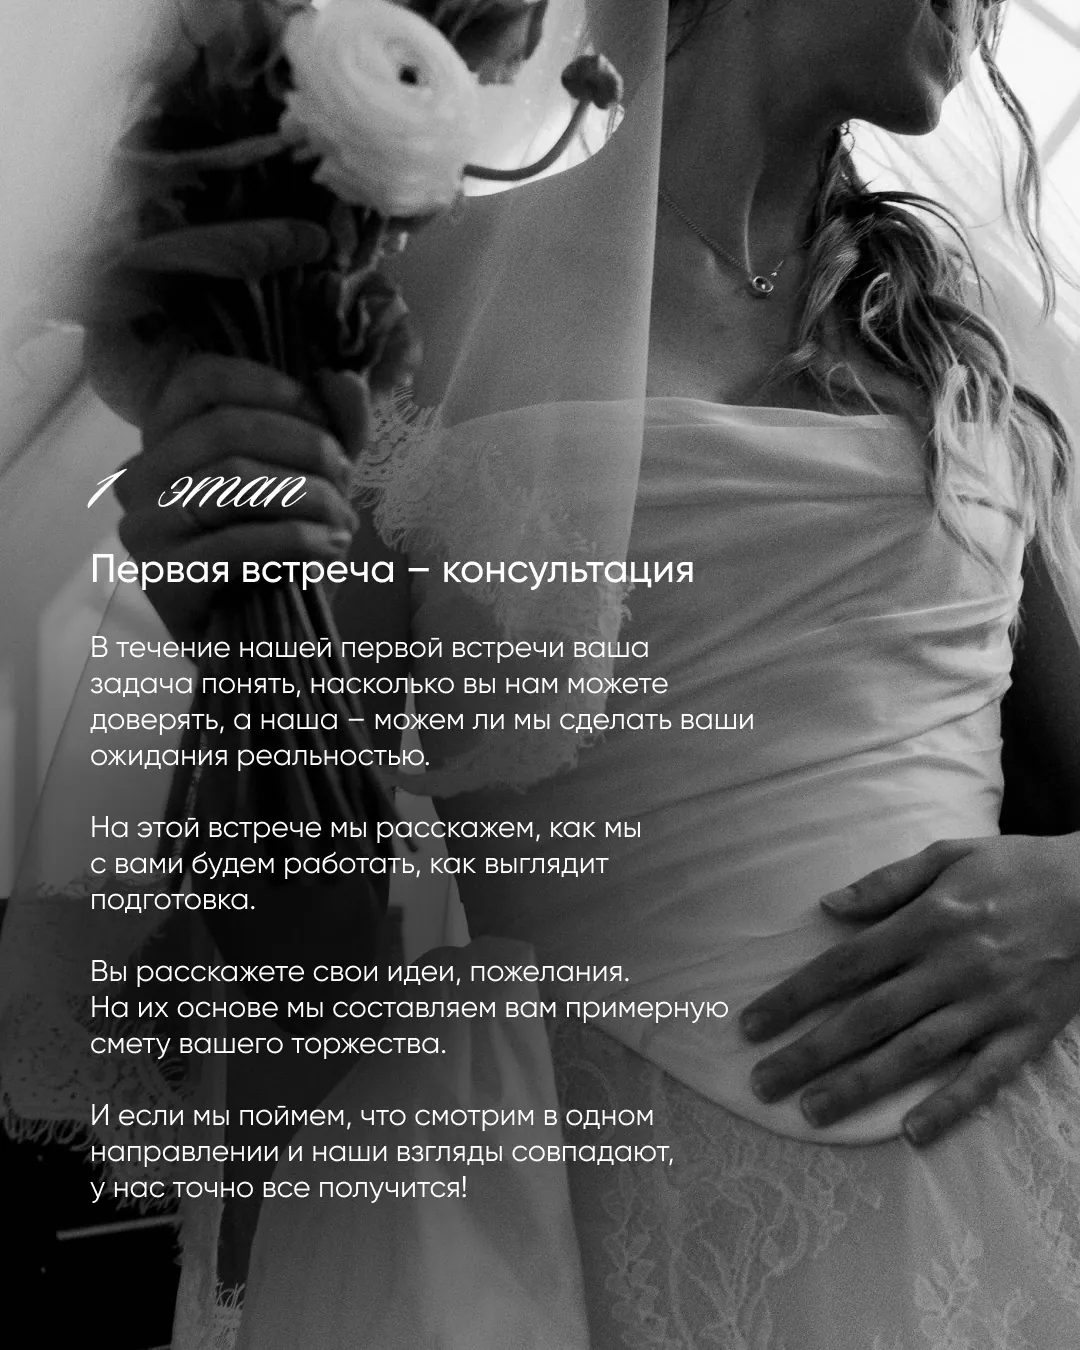 1 этап
Первая встреча – консультация
В течение нашей первой встречи ваша
задача понять, насколько вы нам можете
доверять, а наша – можем ли мы сделать ваши
ожидания реальностью.
На этой встрече мы расскажем, как мы
с вами будем работать, как выглядит
подготовка.
Вы расскажете свои идеи, пожелания.
На их основе мы составляем вам примерную
смету вашего торжества.
И если мы поймем, что смотрим в одном
направлении и наши взгляды совпадают,
у нас точно все получится!